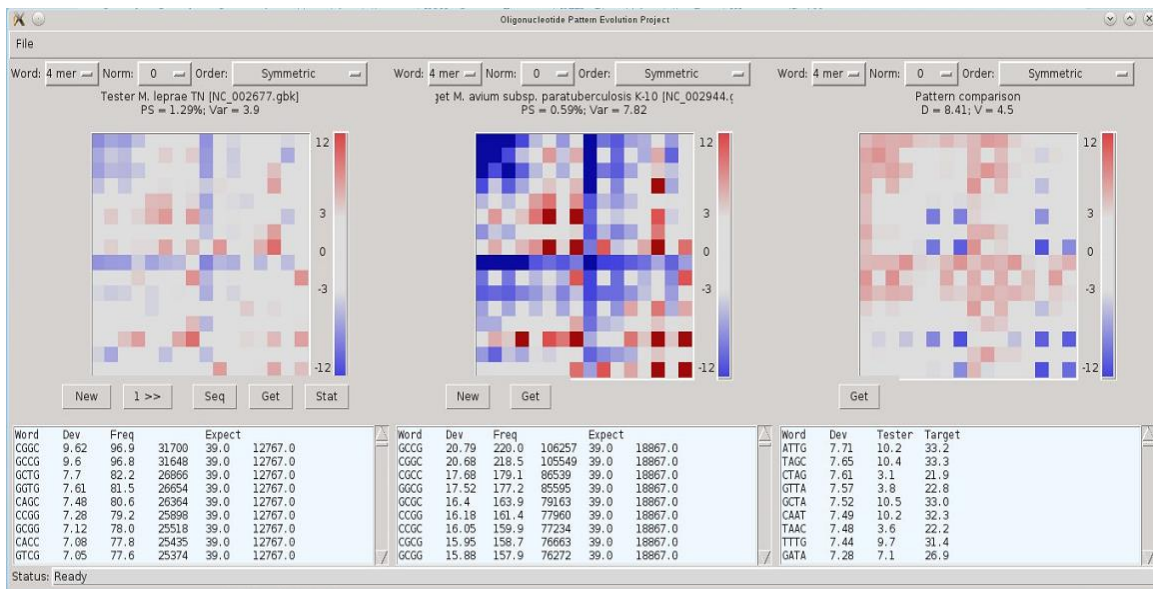 Oligonucleotide Pattern Evolution Project
File
Word: 4 mer Norm: 0 Order: Symmetric
Tester M. leprae TN [NC_002677.gbk]
PS = 1.29%; Var = 3.9
12
3
0
-3
-12
New 1 >> Seq Get Stat
Word Dev Freq Expect
CGGC 9.62 96.9 31700 39.0 12767.0
GCCG 9.6 96.8 31648 39.0 12767.0
GCTG 7.7 82.2 26866 39.0 12767.0
GGTG 7.61 81.5 26654 39.0 12767.0
CAGC 7.48 80.6 26364 39.0 12767.0
CCGG 7.28 79.2 25898 39.0 12767.0
GCGG 7.12 78.0 25518 39.0 12767.0
CACC 7.08 77.8 25435 39.0 12767.0
GTCG 7.05 77.6 25374 39.0 12767.0
Word: 4 mer Norm: 0 Order: Symmetric
get M. avium subsp. paratuberculosis K-10 [NC_002944.g
PS = 0.59%; Var = 7.82
12
3
0
-3
-12
New Get
Word Dev Freq Expect
GCCG 20.79 220.0 106257 39.0 18867.0
CGGC 20.68 218.5 105549 39.0 18867.0
CGCC 17.68 179.1 86539 39.0 18867.0
GGCG 17.52 177.2 85595 39.0 18867.0
GCGC 16.4 163.9 79163 39.0 18867.0
CCGG 16.18 161.4 77960 39.0 18867.0
CCGC 16.05 159.9 77234 39.0 18867.0
CGCG 15.95 158.7 76663 39.0 18867.0
GCGG 15.88 157.9 76272 39.0 18867.0
Word: 4 mer Norm: 0 Order: Symmetric
Pattern comparison
D = 8.41; V = 4.5
12
3
0
-3
-12
Get
Word Dev Tester Target
ATTG 7.71 10.2 33.2
TAGC 7.65 10.4 33.3
CTAG 7.61 3.1 21.9
GTTA 7.57 3.8 22.8
GCTA 7.52 10.5 33.0
CAAT 7.49 10.2 32.3
TAAC 7.48 3.6 22.2
TTTG 7.44 9.7 31.4
GATA 7.28 7.1 26.9
Status: Ready